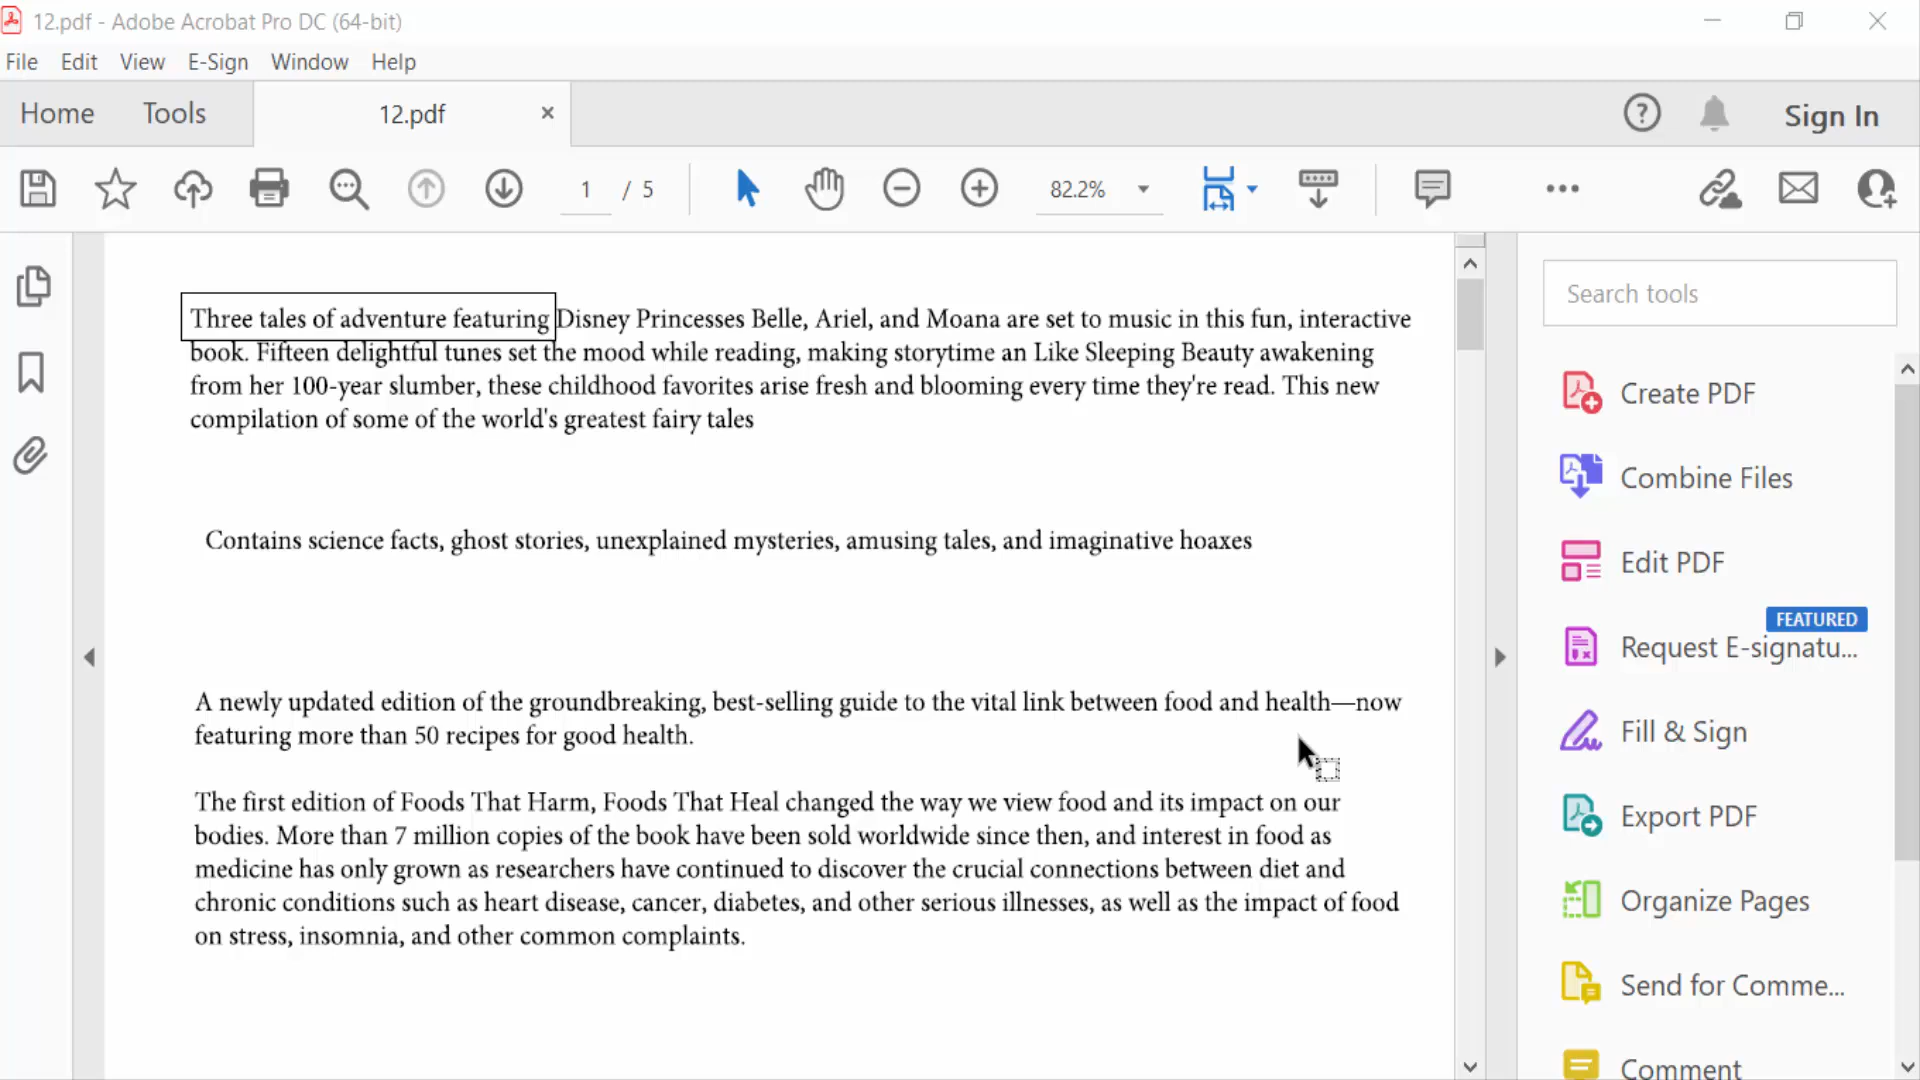 12.pdf - Adobe Acrobat Pro DC (64-bit)
File Edit View E-Sign Window Help
Home Tools 12.pdf × Sign In
1 / 5 82.2%
Search tools
Three tales of adventure featuring Disney Princesses Belle, Ariel, and Moana are set to music in this fun, interactive
book. Fifteen delightful tunes set the mood while reading, making storytime an Like Sleeping Beauty awakening
from her 100-year slumber, these childhood favorites arise fresh and blooming every time they're read. This new
compilation of some of the world's greatest fairy tales
Contains science facts, ghost stories, unexplained mysteries, amusing tales, and imaginative hoaxes
A newly updated edition of the groundbreaking, best-selling guide to the vital link between food and health—now
featuring more than 50 recipes for good health.
The first edition of Foods That Harm, Foods That Heal changed the way we view food and its impact on our
bodies. More than 7 million copies of the book have been sold worldwide since then, and interest in food as
medicine has only grown as researchers have continued to discover the crucial connections between diet and
chronic conditions such as heart disease, cancer, diabetes, and other serious illnesses, as well as the impact of food
on stress, insomnia, and other common complaints.
Create PDF
Combine Files
Edit PDF
FEATURED
Request E-signatu...
Fill & Sign
Export PDF
Organize Pages
Send for Comme...
Comment